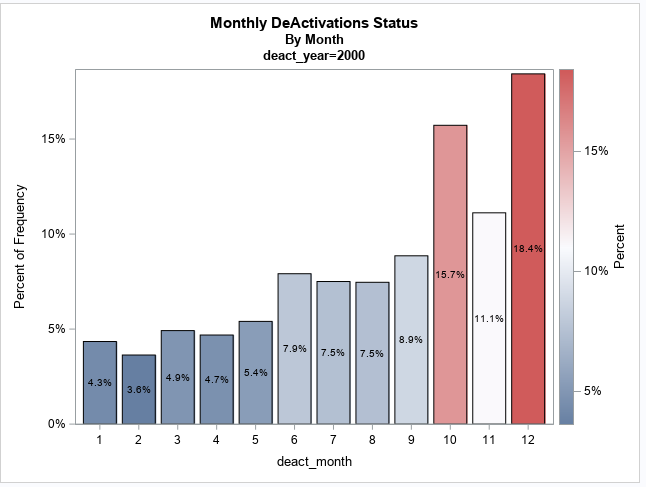 Monthly DeActivations Status
By Month
deact_year=2000
Percent of Frequency
15%
10%
5%
0%
4.3%
3.6%
4.9%
4.7%
5.4%
7.9%
7.5%
7.5%
8.9%
15.7%
11.1%
18.4%
1 2 3 4 5 6 7 8 9 10 11 12
deact_month
15%
10%
5%
Percent